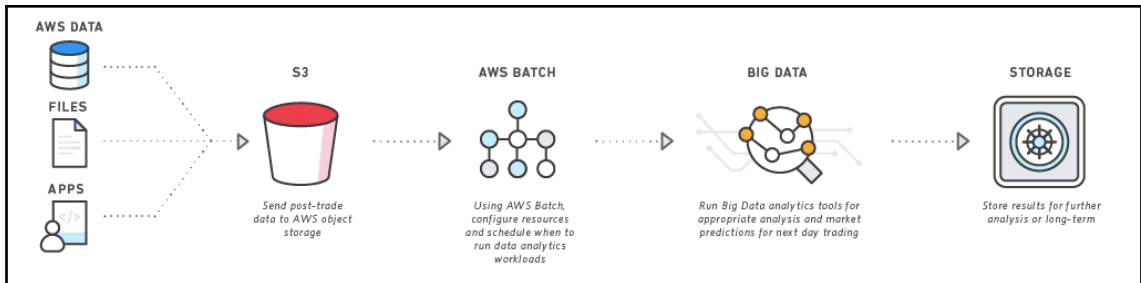 AWS DATA
FILES
APPS
</>
S3
Send post-trade
data to AWS object
storage
AWS BATCH
Using AWS Batch,
configure resources
and schedule when to
run data analytics
workloads
BIG DATA
Run Big Data analytics tools for
appropriate analysis and market
predictions for next day trading
STORAGE
Store results for further
analysis or long-term